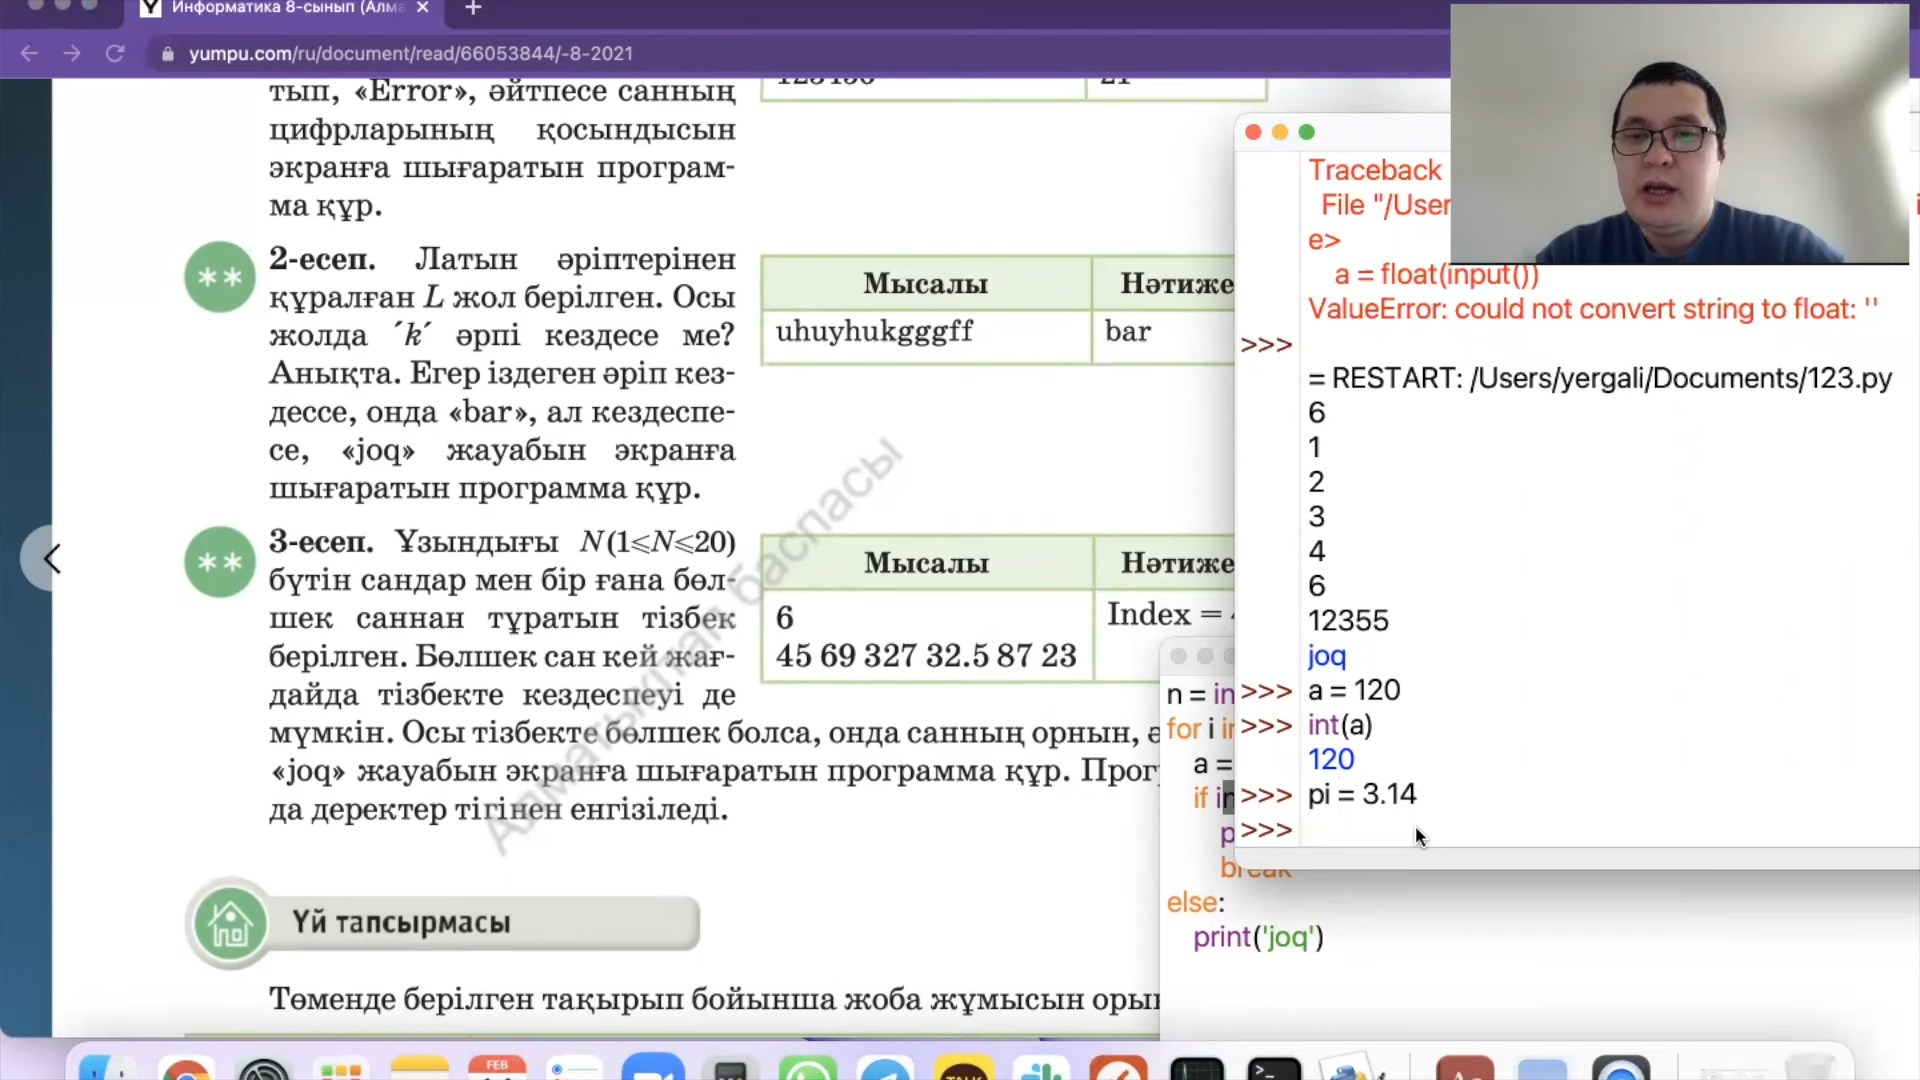 Информатика 8-сынып (Алма
yumpu.com/ru/document/read/66053844/-8-2021
тып, «Error», әйтпесе санның
цифрларының қосындысын
экранға шығаратын програм-
ма құр.
2-есеп. Латын әріптерінен
құралған L жол берілген. Осы
жолда ´k´ әрпі кездесе ме?
Анықта. Егер іздеген әріп кез-
дессе, онда «bar», ал кездеспе-
се, «joq» жауабын экранға
шығаратын программа құр.
Мысалы
Нәтиже
uhuyhukgggff
bar
3-есеп. Ұзындығы N(1⩽N⩽20)
бүтін сандар мен бір ғана бөл-
шек саннан тұратын тізбек
берілген. Бөлшек сан кей жағ-
дайда тізбекте кездеспеуі де
мүмкін. Осы тізбекте бөлшек болса, онда санның орнын, ә
«joq» жауабын экранға шығаратын программа құр. Прог
да деректер тігінен енгізіледі.
Мысалы
Нәтиже
6
Index =
45 69 327 32.5 87 23
Алматыкітап баспасы
Үй тапсырмасы
Төменде берілген тақырып бойынша жоба жұмысын оры
Traceback
File "/User
e>
a = float(input())
ValueError: could not convert string to float: ''
>>>
= RESTART: /Users/yergali/Documents/123.py
6
1
2
3
4
6
12355
joq
>>> a = 120
>>> int(a)
120
>>> pi = 3.14
>>>
n = in
for i i
a =
if in
p
break
else:
print('joq')
FEB